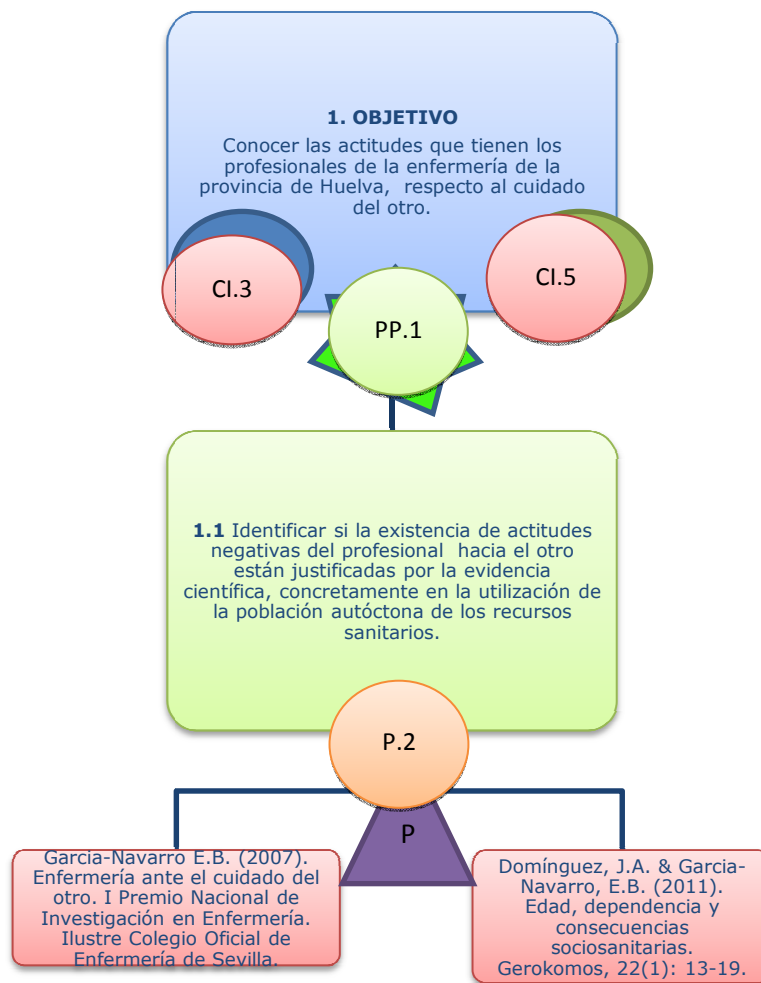 1. OBJETIVO
Conocer las actitudes que tienen los
profesionales de la enfermería de la
provincia de Huelva, respecto al cuidado
del otro.
CI.3
CI.5
PP.1
1.1 Identificar si la existencia de actitudes
negativas del profesional hacia el otro
están justificadas por la evidencia
científica, concretamente en la utilización de
la población autóctona de los recursos
sanitarios.
P.2
P
Garcia-Navarro E.B. (2007).
Enfermería ante el cuidado del
otro. I Premio Nacional de
Investigación en Enfermería.
Ilustre Colegio Oficial de
Enfermería de Sevilla.
Domínguez, J.A. & Garcia-
Navarro, E.B. (2011).
Edad, dependencia y
consecuencias
sociosanitarias.
Gerokomos, 22(1): 13-19.